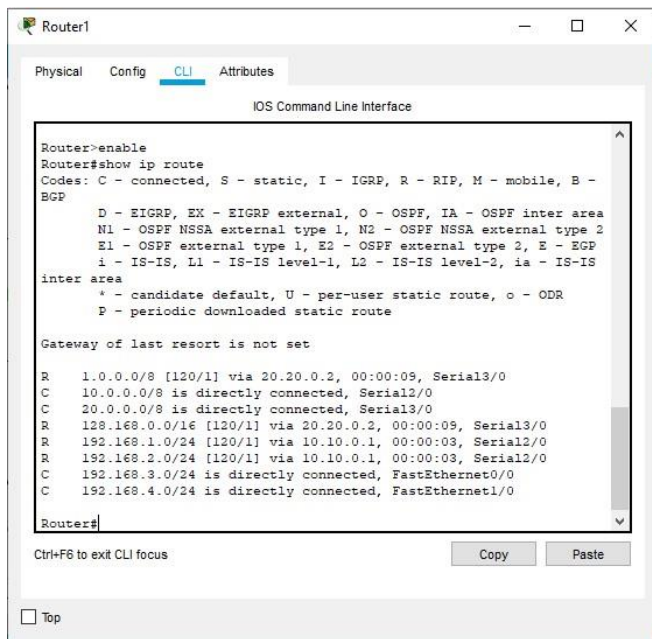 Router1
Physical Config CLI Attributes
IOS Command Line Interface
Router>enable
Router#show ip route
Codes: C - connected, S - static, I - IGRP, R - RIP, M - mobile, B -
BGP
D - EIGRP, EX - EIGRP external, O - OSPF, IA - OSPF inter area
N1 - OSPF NSSA external type 1, N2 - OSPF NSSA external type 2
E1 - OSPF external type 1, E2 - OSPF external type 2, E - EGP
i - IS-IS, L1 - IS-IS level-1, L2 - IS-IS level-2, ia - IS-IS
inter area
* - candidate default, U - per-user static route, o - ODR
P - periodic downloaded static route
Gateway of last resort is not set
R 1.0.0.0/8 [120/1] via 20.20.0.2, 00:00:09, Serial3/0
C 10.0.0.0/8 is directly connected, Serial2/0
C 20.0.0.0/8 is directly connected, Serial3/0
R 128.168.0.0/16 [120/1] via 20.20.0.2, 00:00:09, Serial3/0
R 192.168.1.0/24 [120/1] via 10.10.0.1, 00:00:03, Serial2/0
R 192.168.2.0/24 [120/1] via 10.10.0.1, 00:00:03, Serial2/0
C 192.168.3.0/24 is directly connected, FastEthernet0/0
C 192.168.4.0/24 is directly connected, FastEthernet1/0
Router#
Ctrl+F6 to exit CLI focus
Copy Paste
Top